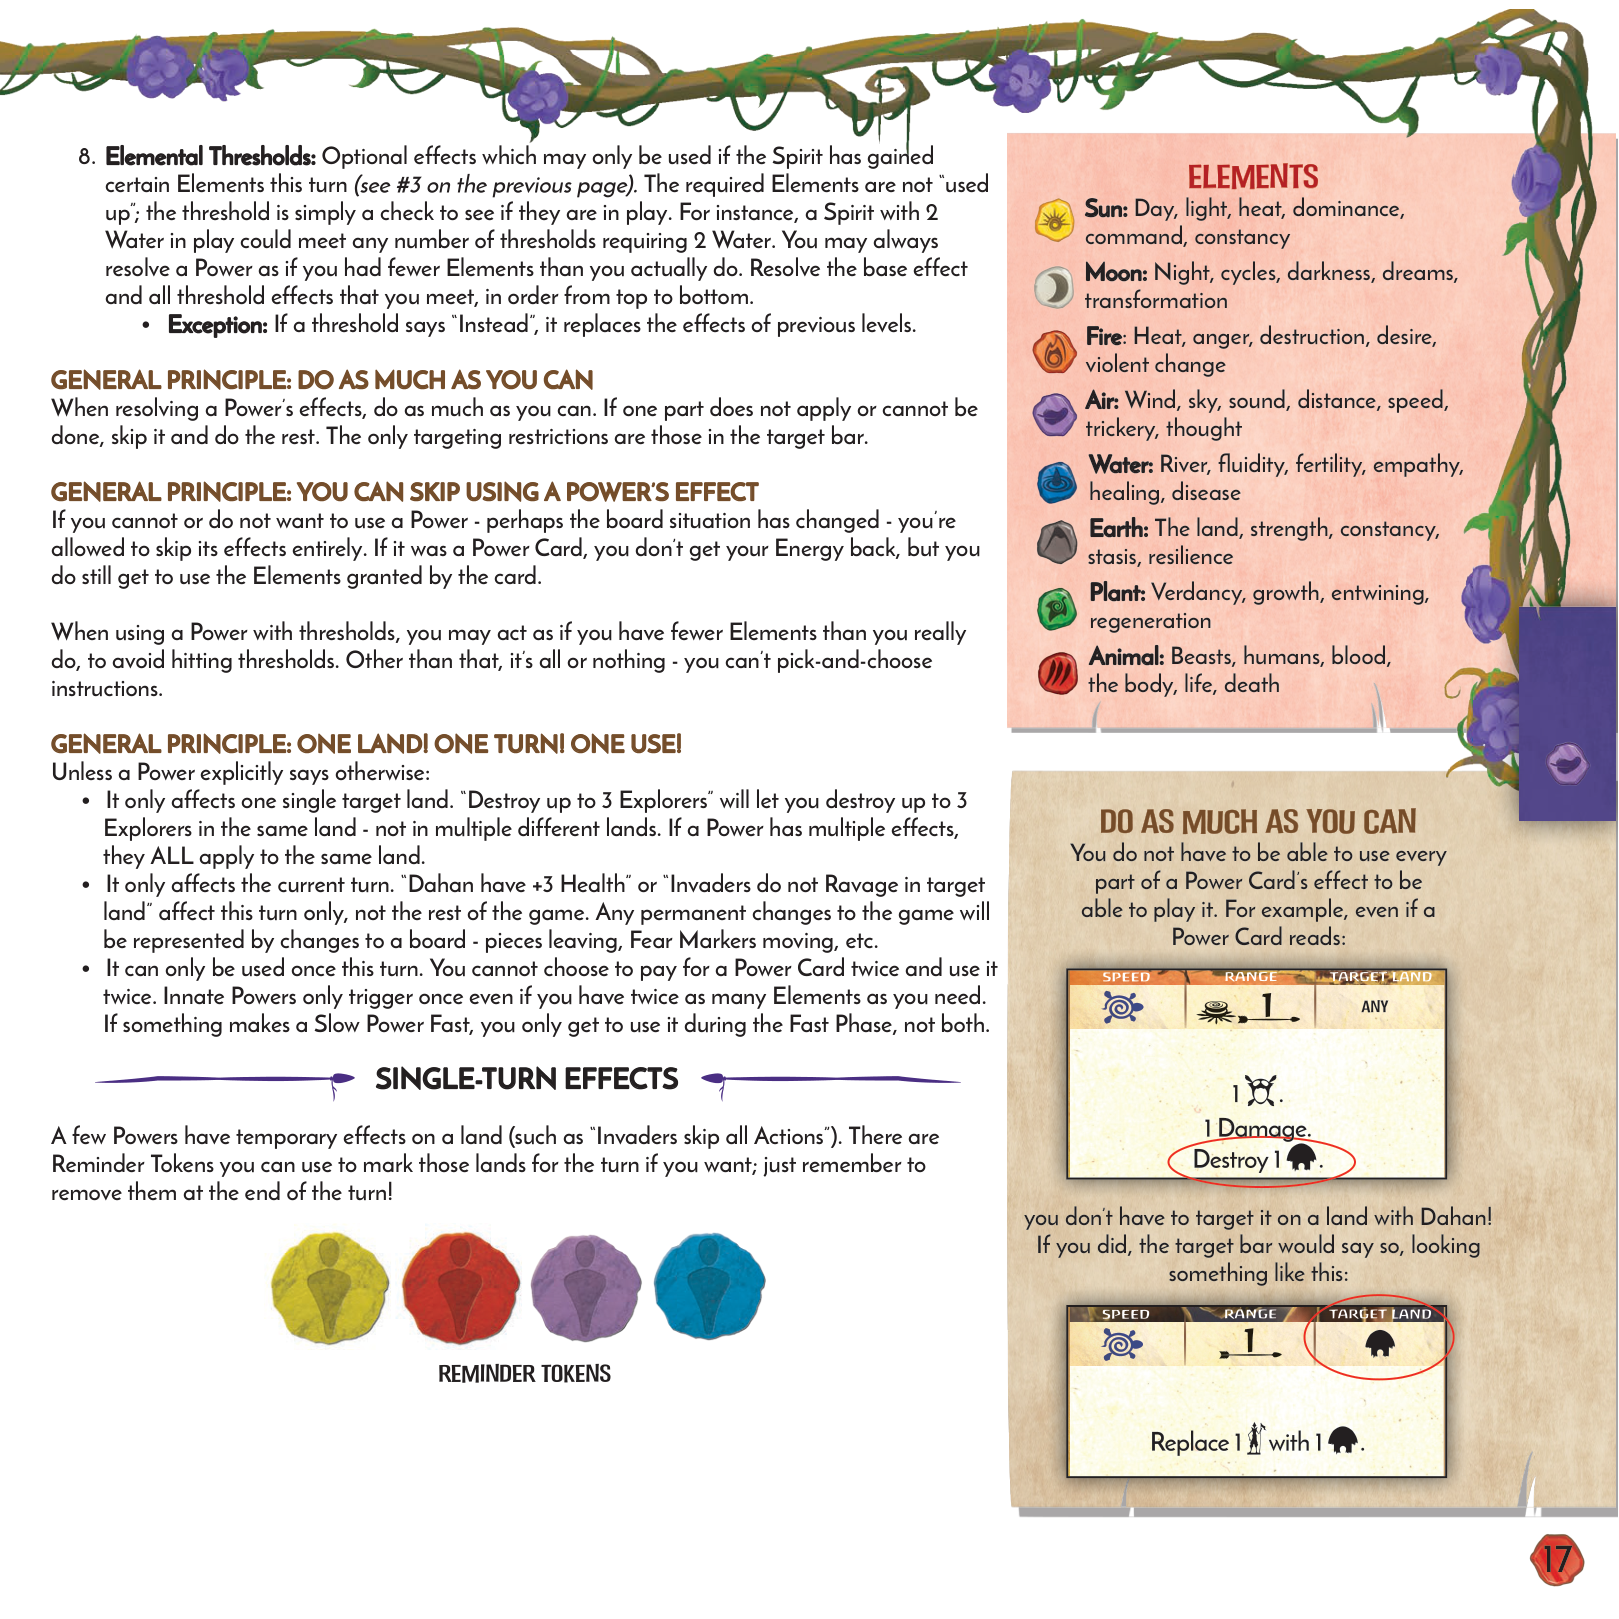 8. Elemental Thresholds: Optional effects which may only be used if the Spirit has gained
certain Elements this turn (see #3 on the previous page). The required Elements are not “used
up”; the threshold is simply a check to see if they are in play. For instance, a Spirit with 2
Water in play could meet any number of thresholds requiring 2 Water. You may always
resolve a Power as if you had fewer Elements than you actually do. Resolve the base effect
and all threshold effects that you meet, in order from top to bottom.
• Exception: If a threshold says “Instead”, it replaces the effects of previous levels.
GENERAL PRINCIPLE: DO AS MUCH AS YOU CAN
When resolving a Power's effects, do as much as you can. If one part does not apply or cannot be
done, skip it and do the rest. The only targeting restrictions are those in the target bar.
GENERAL PRINCIPLE: YOU CAN SKIP USING A POWER'S EFFECT
If you cannot or do not want to use a Power - perhaps the board situation has changed - you're
allowed to skip its effects entirely. If it was a Power Card, you don't get your Energy back, but you
do still get to use the Elements granted by the card.
When using a Power with thresholds, you may act as if you have fewer Elements than you really
do, to avoid hitting thresholds. Other than that, it's all or nothing - you can't pick-and-choose
instructions.
GENERAL PRINCIPLE: ONE LAND! ONE TURN! ONE USE!
Unless a Power explicitly says otherwise:
• It only affects one single target land. “Destroy up to 3 Explorers” will let you destroy up to 3
Explorers in the same land - not in multiple different lands. If a Power has multiple effects,
they ALL apply to the same land.
• It only affects the current turn. “Dahan have +3 Health” or “Invaders do not Ravage in target
land” affect this turn only, not the rest of the game. Any permanent changes to the game will
be represented by changes to a board - pieces leaving, Fear Markers moving, etc.
• It can only be used once this turn. You cannot choose to pay for a Power Card twice and use it
twice. Innate Powers only trigger once even if you have twice as many Elements as you need.
If something makes a Slow Power Fast, you only get to use it during the Fast Phase, not both.
SINGLE-TURN EFFECTS
A few Powers have temporary effects on a land (such as “Invaders skip all Actions”). There are
Reminder Tokens you can use to mark those lands for the turn if you want; just remember to
remove them at the end of the turn!
REMINDER TOKENS
ELEMENTS
Sun: Day, light, heat, dominance,
command, constancy
Moon: Night, cycles, darkness, dreams,
transformation
Fire: Heat, anger, destruction, desire,
violent change
Air: Wind, sky, sound, distance, speed,
trickery, thought
Water: River, fluidity, fertility, empathy,
healing, disease
Earth: The land, strength, constancy,
stasis, resilience
Plant: Verdancy, growth, entwining,
regeneration
Animal: Beasts, humans, blood,
the body, life, death
DO AS MUCH AS YOU CAN
You do not have to be able to use every
part of a Power Card's effect to be
able to play it. For example, even if a
Power Card reads:
SPEED RANGE TARGET LAND
1 ANY
1 .
1 Damage.
Destroy 1 .
you don't have to target it on a land with Dahan!
If you did, the target bar would say so, looking
something like this:
SPEED RANGE TARGET LAND
1
Replace 1 with 1 .
17